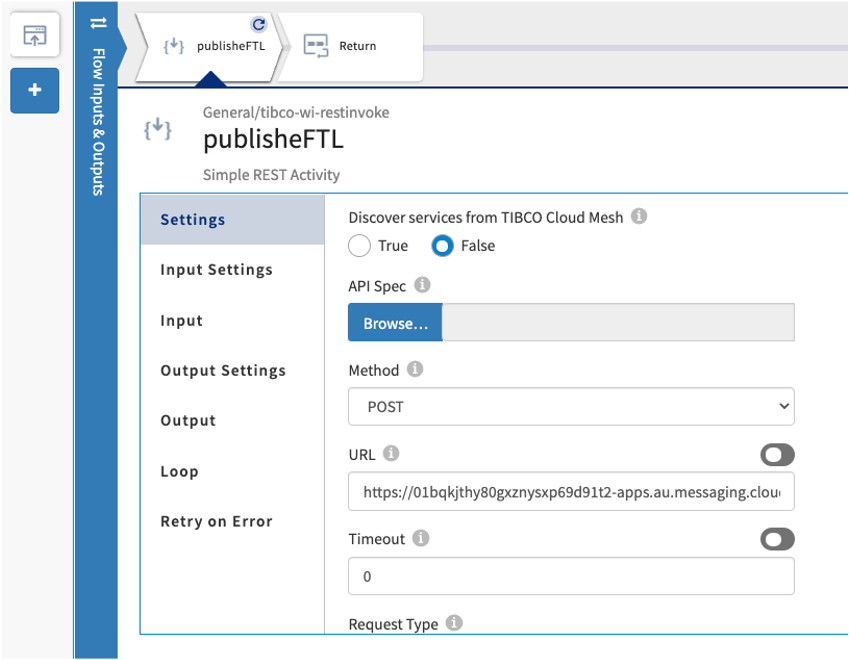 Flow Inputs & Outputs
publisheFTL
Return
General/tibco-wi-restinvoke
publisheFTL
Simple REST Activity
Settings
Input Settings
Input
Output Settings
Output
Loop
Retry on Error
Discover services from TIBCO Cloud Mesh
True
False
API Spec
Browse...
Method
POST
URL
https://01bqkjthy80gxznysxp69d91t2-apps.au.messaging.clou
Timeout
0
Request Type